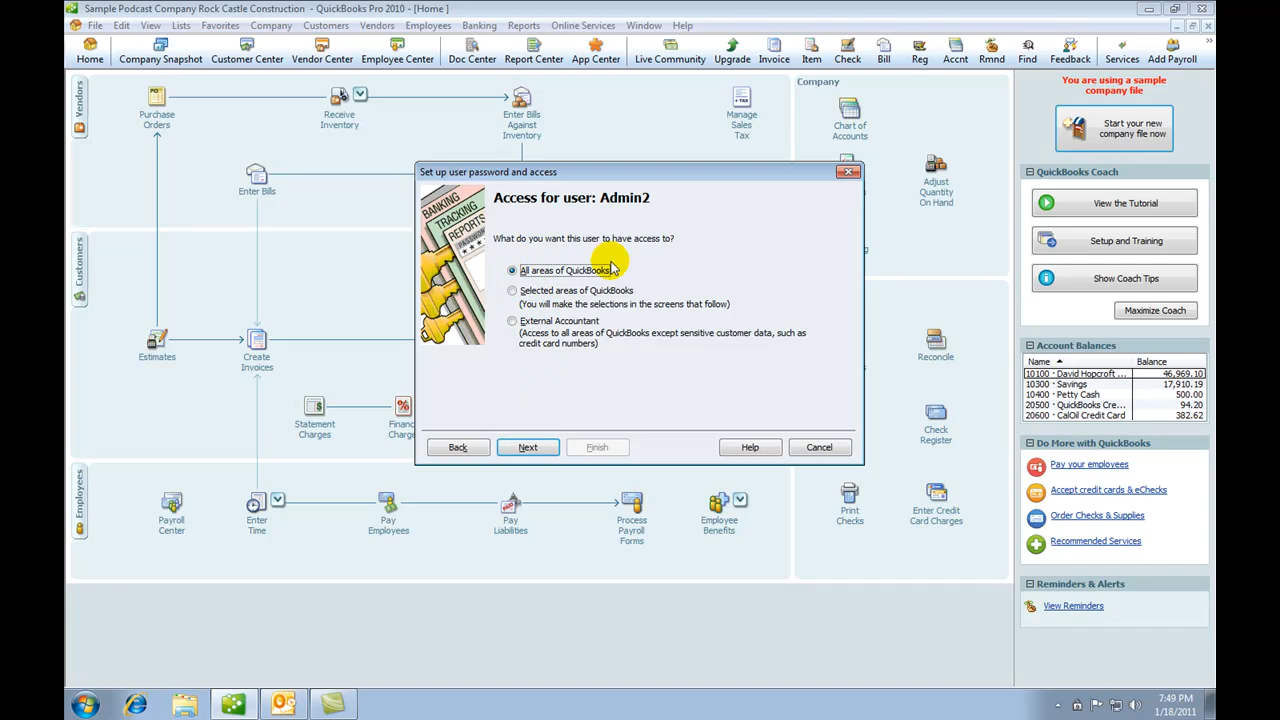 Sample Podcast Company Rock Castle Construction - QuickBooks Pro 2010 - [Home ]
File Edit View Lists Favorites Company Customers Vendors Employees Banking Reports Online Services Window Help
Home Company Snapshot Customer Center Vendor Center Employee Center Doc Center Report Center App Center Live Community Upgrade Invoice Item Check Bill Reg Accnt Rmnd Find Feedback Services Add Payroll
Vendors
Purchase
Orders
Receive
Inventory
Enter Bills
Against
Inventory
Manage
Sales
Tax
Enter Bills
Company
Chart of
Accounts
Adjust
Quantity
On Hand
You are using a sample
company file
Start your new
company file now
QuickBooks Coach
View the Tutorial
Setup and Training
Show Coach Tips
Maximize Coach
Set up user password and access
BANKING
TRACKING
REPORTS
Access for user: Admin2
What do you want this user to have access to?
All areas of QuickBooks
Selected areas of QuickBooks
(You will make the selections in the screens that follow)
External Accountant
(Access to all areas of QuickBooks except sensitive customer data, such as
credit card numbers)
Back Next Finish Help Cancel
Customers
Estimates
Create
Invoices
Statement
Charges
Financ
Charge
Reconcile
Check
Register
Print
Checks
Enter Credit
Card Charges
Account Balances
Name Balance
10100 · David Hopcroft ... 46,969.10
10300 · Savings 17,910.19
10400 · Petty Cash 500.00
20500 · QuickBooks Cre... 94.20
20600 · CalOil Credit Card 382.62
Do More with QuickBooks
Pay your employees
Accept credit cards & eChecks
Order Checks & Supplies
Recommended Services
Employees
Payroll
Center
Enter
Time
Pay
Employees
Pay
Liabilities
Process
Payroll
Forms
Employee
Benefits
Reminders & Alerts
View Reminders
7:49 PM
1/18/2011